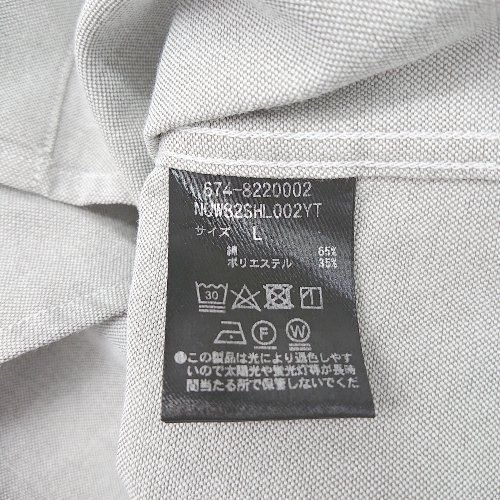 674-8220002
NCW82SHL002YT
サイズ L
綿 65%
ポリエステル 35%
30
F W
●この製品は光により退色しやす
いので太陽光や蛍光灯等が長時
間当たる所で保管しないでくだ